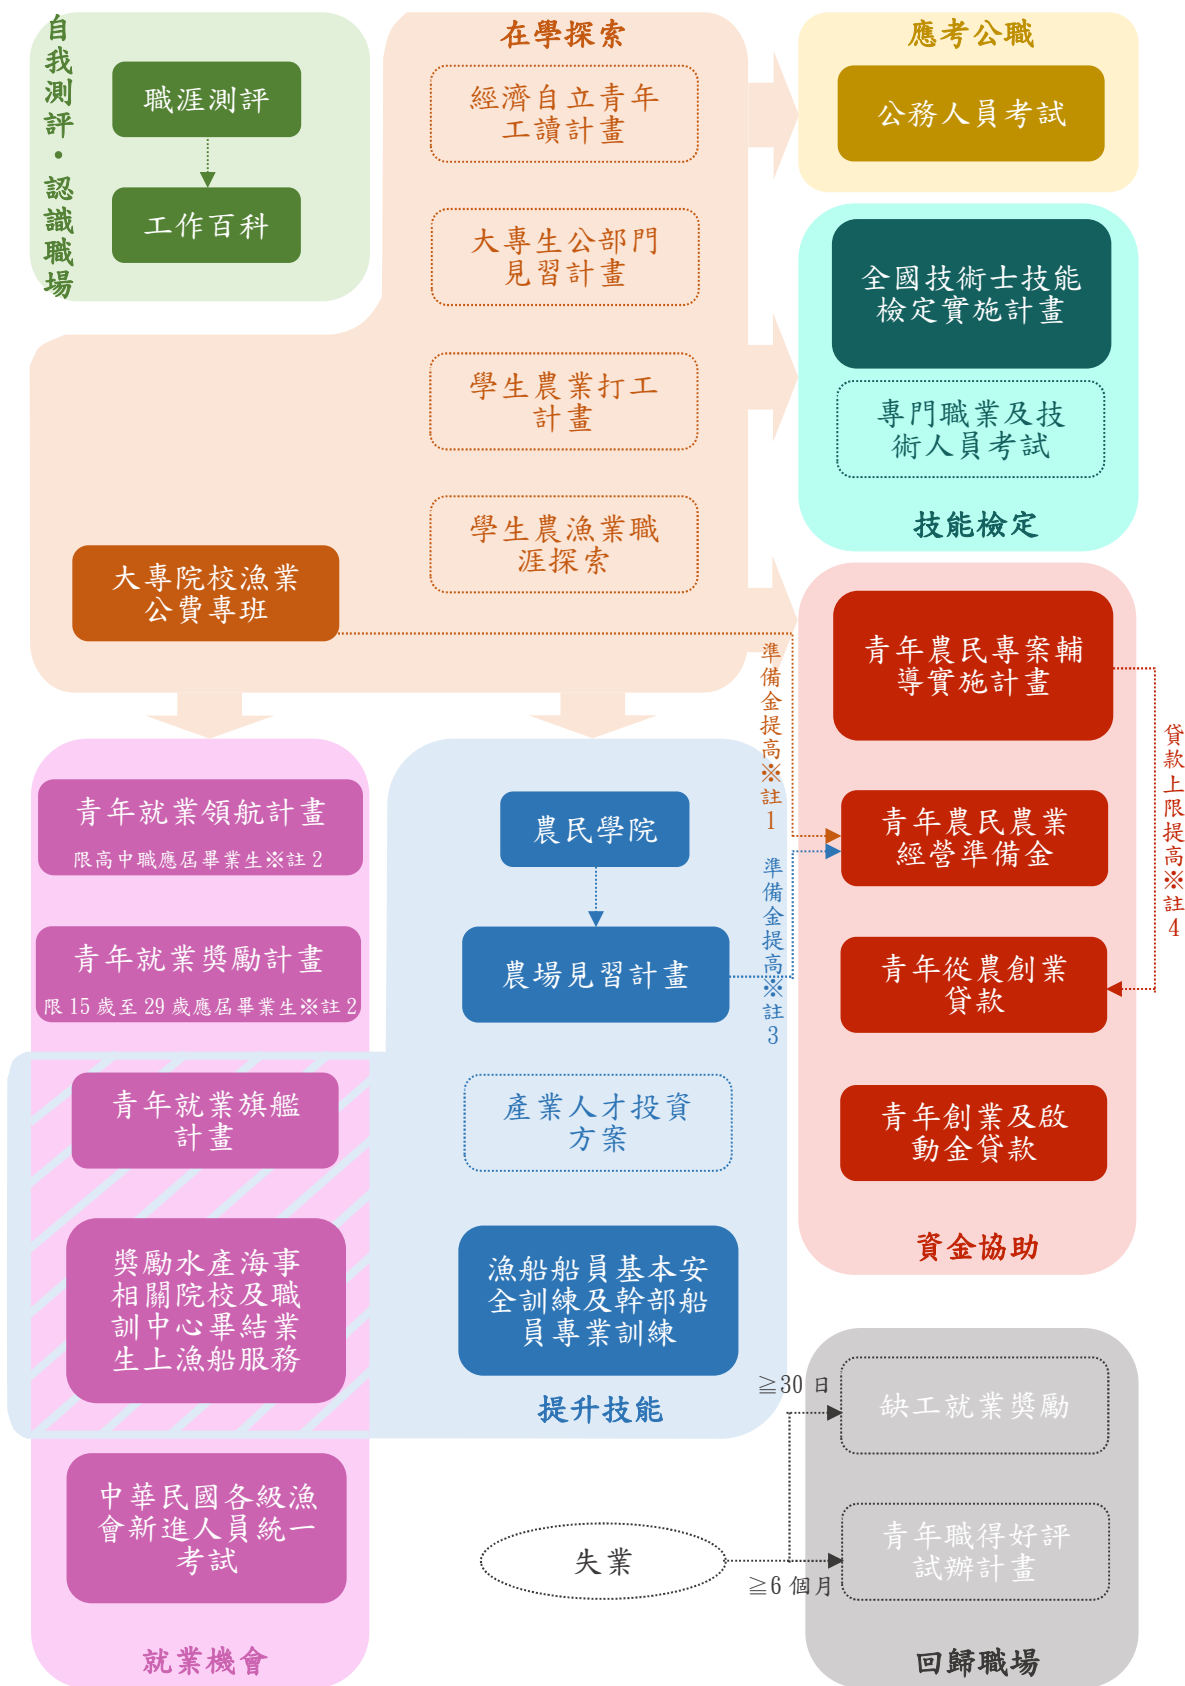 自我測評・認識職場
職涯測評
工作百科
在學探索
經濟自立青年
工讀計畫
大專生公部門
見習計畫
學生農業打工
計畫
學生農漁業職
涯探索
大專院校漁業
公費專班
應考公職
公務人員考試
全國技術士技能
檢定實施計畫
專門職業及技
術人員考試
技能檢定
青年農民專案輔
導實施計畫
青年農民農業
經營準備金
青年從農創業
貸款
青年創業及啟
動金貸款
資金協助
準備金提高※註1
準備金提高※註3
貸款上限提高※註4
青年就業領航計畫
限高中職應屆畢業生※註 2
青年就業獎勵計畫
限 15 歲至 29 歲應屆畢業生※註 2
青年就業旗艦
計畫
獎勵水產海事
相關院校及職
訓中心畢結業
生上漁船服務
中華民國各級漁
會新進人員統一
考試
就業機會
農民學院
農場見習計畫
產業人才投資
方案
漁船船員基本安
全訓練及幹部船
員專業訓練
提升技能
失業
≧30 日
≧6 個月
缺工就業獎勵
青年職得好評
試辦計畫
回歸職場